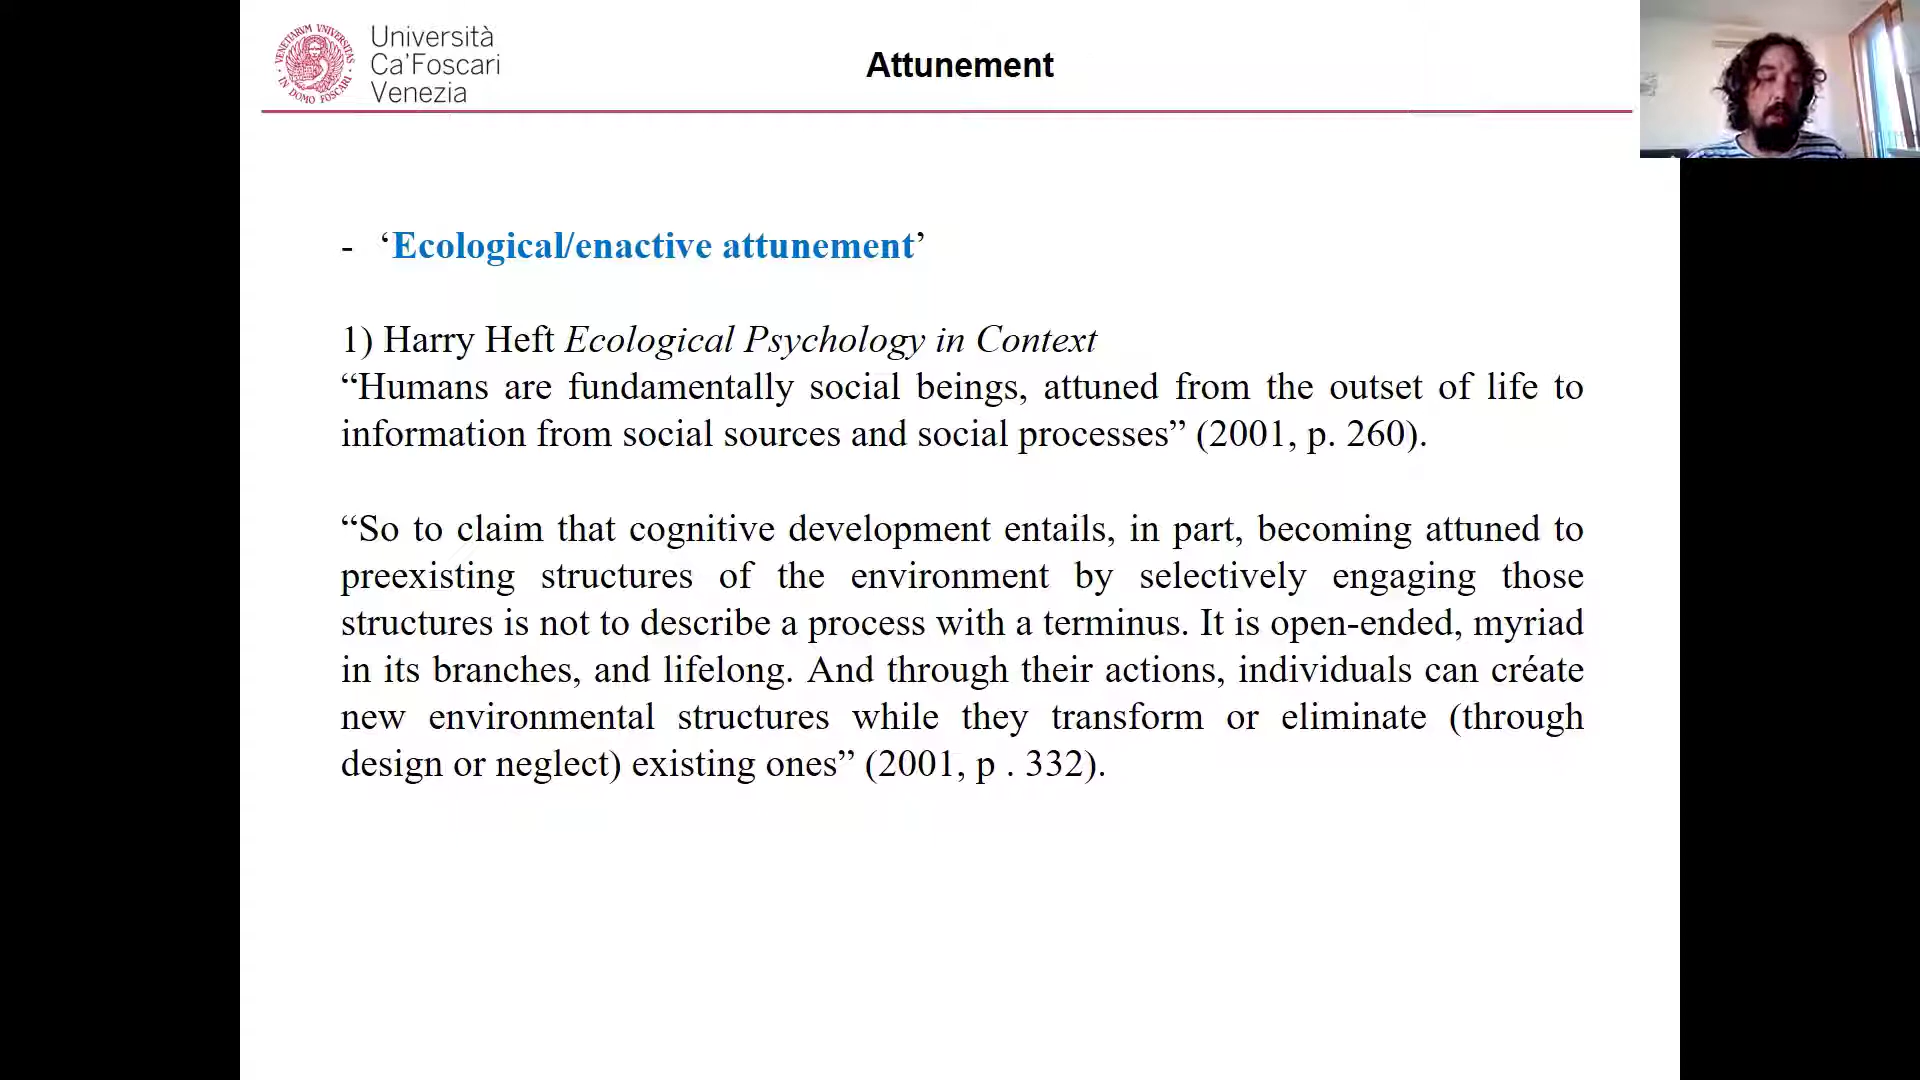 Università
Ca'Foscari
Venezia
Attunement
- ‘Ecological/enactive attunement’
1) Harry Heft Ecological Psychology in Context
“Humans are fundamentally social beings, attuned from the outset of life to
information from social sources and social processes” (2001, p. 260).
“So to claim that cognitive development entails, in part, becoming attuned to
preexisting structures of the environment by selectively engaging those
structures is not to describe a process with a terminus. It is open-ended, myriad
in its branches, and lifelong. And through their actions, individuals can créate
new environmental structures while they transform or eliminate (through
design or neglect) existing ones” (2001, p . 332).